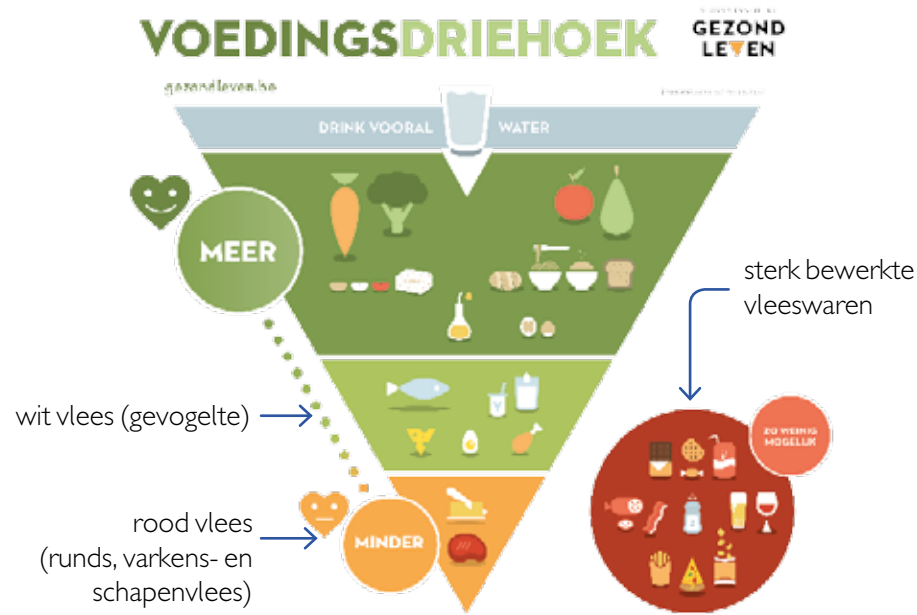 VOEDINGSDRIEHOEK
GEZOND
LEVEN
gezondleven.be
DRINK VOORAL WATER
MEER
sterk bewerkte
vleeswaren
wit vlees (gevogelte)
ZO WEINIG
MOGELIJK
rood vlees
(runds, varkens- en
schapenvlees)
MINDER